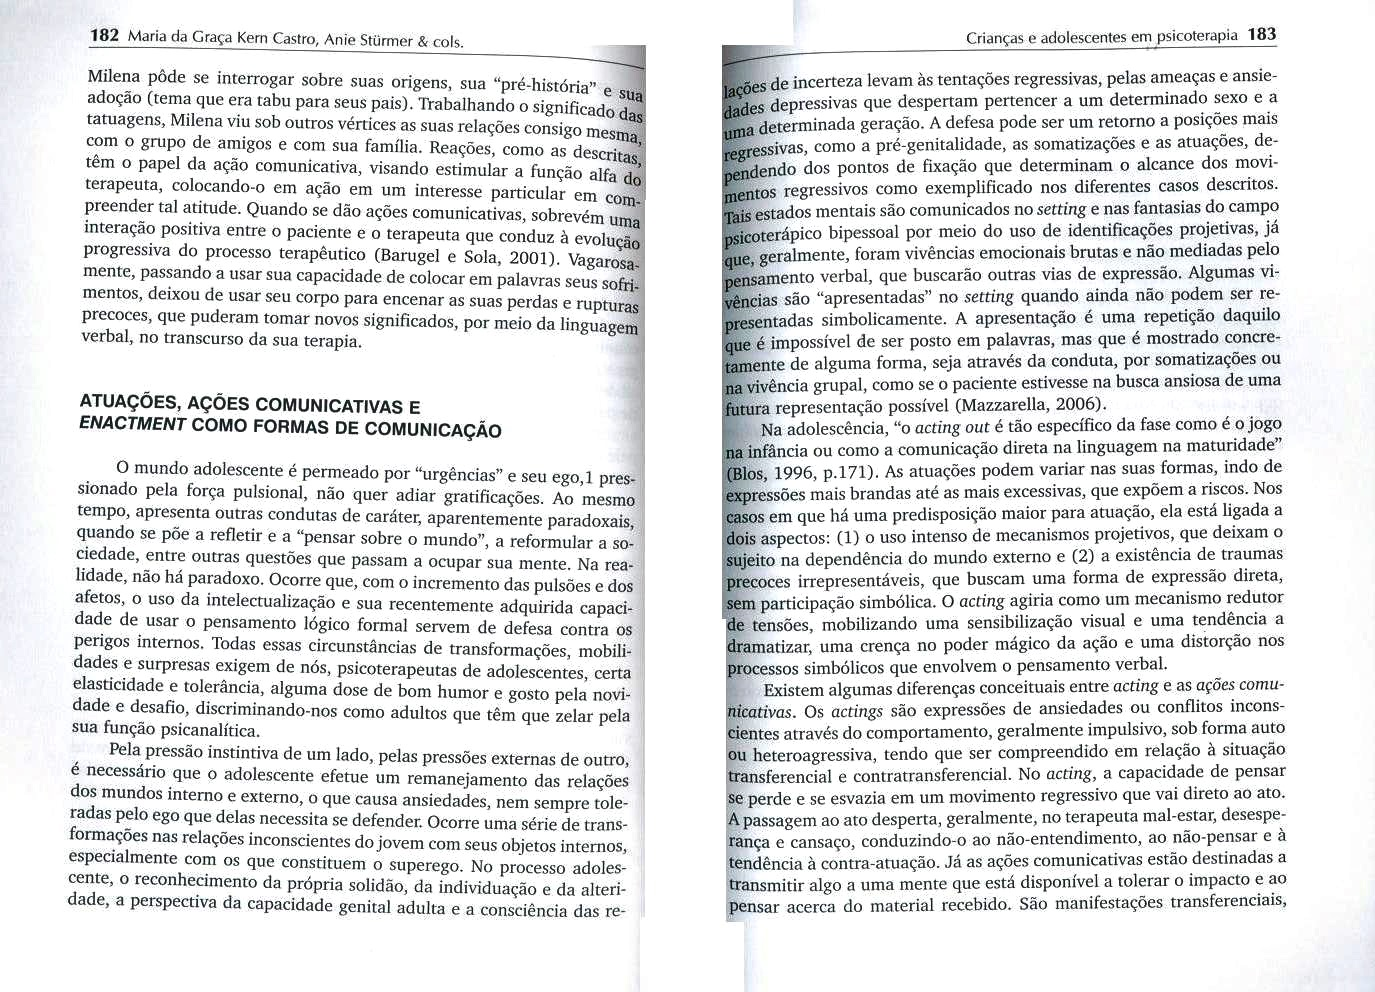 182 Maria da Graça Kern Castro, Anie Stürmer & cols.
Milena pôde se interrogar sobre suas origens, sua “pré-história” e sua
adoção (tema que era tabu para seus pais). Trabalhando o significado das
tatuagens, Milena viu sob outros vértices as suas relações consigo mesma,
com o grupo de amigos e com sua família. Reações, como as descritas,
têm o papel da ação comunicativa, visando estimular a função alfa do
terapeuta, colocando-o em ação em um interesse particular em com-
preender tal atitude. Quando se dão ações comunicativas, sobrevém uma
interação positiva entre o paciente e o terapeuta que conduz à evolução
progressiva do processo terapêutico (Barugel e Sola, 2001). Vagarosa-
mente, passando a usar sua capacidade de colocar em palavras seus sofri-
mentos, deixou de usar seu corpo para encenar as suas perdas e rupturas
precoces, que puderam tomar novos significados, por meio da linguagem
verbal, no transcurso da sua terapia.
ATUAÇÕES, AÇÕES COMUNICATIVAS E
ENACTMENT COMO FORMAS DE COMUNICAÇÃO
O mundo adolescente é permeado por “urgências” e seu ego,1 pres-
sionado pela força pulsional, não quer adiar gratificações. Ao mesmo
tempo, apresenta outras condutas de caráter, aparentemente paradoxais,
quando se põe a refletir e a “pensar sobre o mundo”, a reformular a so-
ciedade, entre outras questões que passam a ocupar sua mente. Na rea-
lidade, não há paradoxo. Ocorre que, com o incremento das pulsões e dos
afetos, o uso da intelectualização e sua recentemente adquirida capaci-
dade de usar o pensamento lógico formal servem de defesa contra os
perigos internos. Todas essas circunstâncias de transformações, mobili-
dades e surpresas exigem de nós, psicoterapeutas de adolescentes, certa
elasticidade e tolerância, alguma dose de bom humor e gosto pela novi-
dade e desafio, discriminando-nos como adultos que têm que zelar pela
sua função psicanalítica.
Pela pressão instintiva de um lado, pelas pressões externas de outro,
é necessário que o adolescente efetue um remanejamento das relações
dos mundos interno e externo, o que causa ansiedades, nem sempre tole-
radas pelo ego que delas necessita se defender. Ocorre uma série de trans-
formações nas relações inconscientes do jovem com seus objetos internos,
especialmente com os que constituem o superego. No processo adoles-
cente, o reconhecimento da própria solidão, da individuação e da alteri-
dade, a perspectiva da capacidade genital adulta e a consciência das re-
Crianças e adolescentes em psicoterapia 183
lações de incerteza levam às tentações regressivas, pelas ameaças e ansie-
dades depressivas que despertam pertencer a um determinado sexo e a
uma determinada geração. A defesa pode ser um retorno a posições mais
regressivas, como a pré-genitalidade, as somatizações e as atuações, de-
pendendo dos pontos de fixação que determinam o alcance dos movi-
mentos regressivos como exemplificado nos diferentes casos descritos.
Tais estados mentais são comunicados no setting e nas fantasias do campo
psicoterápico bipessoal por meio do uso de identificações projetivas, já
que, geralmente, foram vivências emocionais brutas e não mediadas pelo
pensamento verbal, que buscarão outras vias de expressão. Algumas vi-
vências são “apresentadas” no setting quando ainda não podem ser re-
presentadas simbolicamente. A apresentação é uma repetição daquilo
que é impossível de ser posto em palavras, mas que é mostrado concre-
tamente de alguma forma, seja através da conduta, por somatizações ou
na vivência grupal, como se o paciente estivesse na busca ansiosa de uma
futura representação possível (Mazzarella, 2006).
Na adolescência, “o acting out é tão específico da fase como é o jogo
na infância ou como a comunicação direta na linguagem na maturidade”
(Blos, 1996, p.171). As atuações podem variar nas suas formas, indo de
expressões mais brandas até as mais excessivas, que expõem a riscos. Nos
casos em que há uma predisposição maior para atuação, ela está ligada a
dois aspectos: (1) o uso intenso de mecanismos projetivos, que deixam o
sujeito na dependência do mundo externo e (2) a existência de traumas
precoces irrepresentáveis, que buscam uma forma de expressão direta,
sem participação simbólica. O acting agiria como um mecanismo redutor
de tensões, mobilizando uma sensibilização visual e uma tendência a
dramatizar, uma crença no poder mágico da ação e uma distorção nos
processos simbólicos que envolvem o pensamento verbal.
Existem algumas diferenças conceituais entre acting e as ações comu-
nicativas. Os actings são expressões de ansiedades ou conflitos incons-
cientes através do comportamento, geralmente impulsivo, sob forma auto
ou heteroagressiva, tendo que ser compreendido em relação à situação
transferencial e contratransferencial. No acting, a capacidade de pensar
se perde e se esvazia em um movimento regressivo que vai direto ao ato.
A passagem ao ato desperta, geralmente, no terapeuta mal-estar, desespe-
rança e cansaço, conduzindo-o ao não-entendimento, ao não-pensar e à
tendência à contra-atuação. Já as ações comunicativas estão destinadas a
transmitir algo a uma mente que está disponível a tolerar o impacto e ao
pensar acerca do material recebido. São manifestações transferenciais,